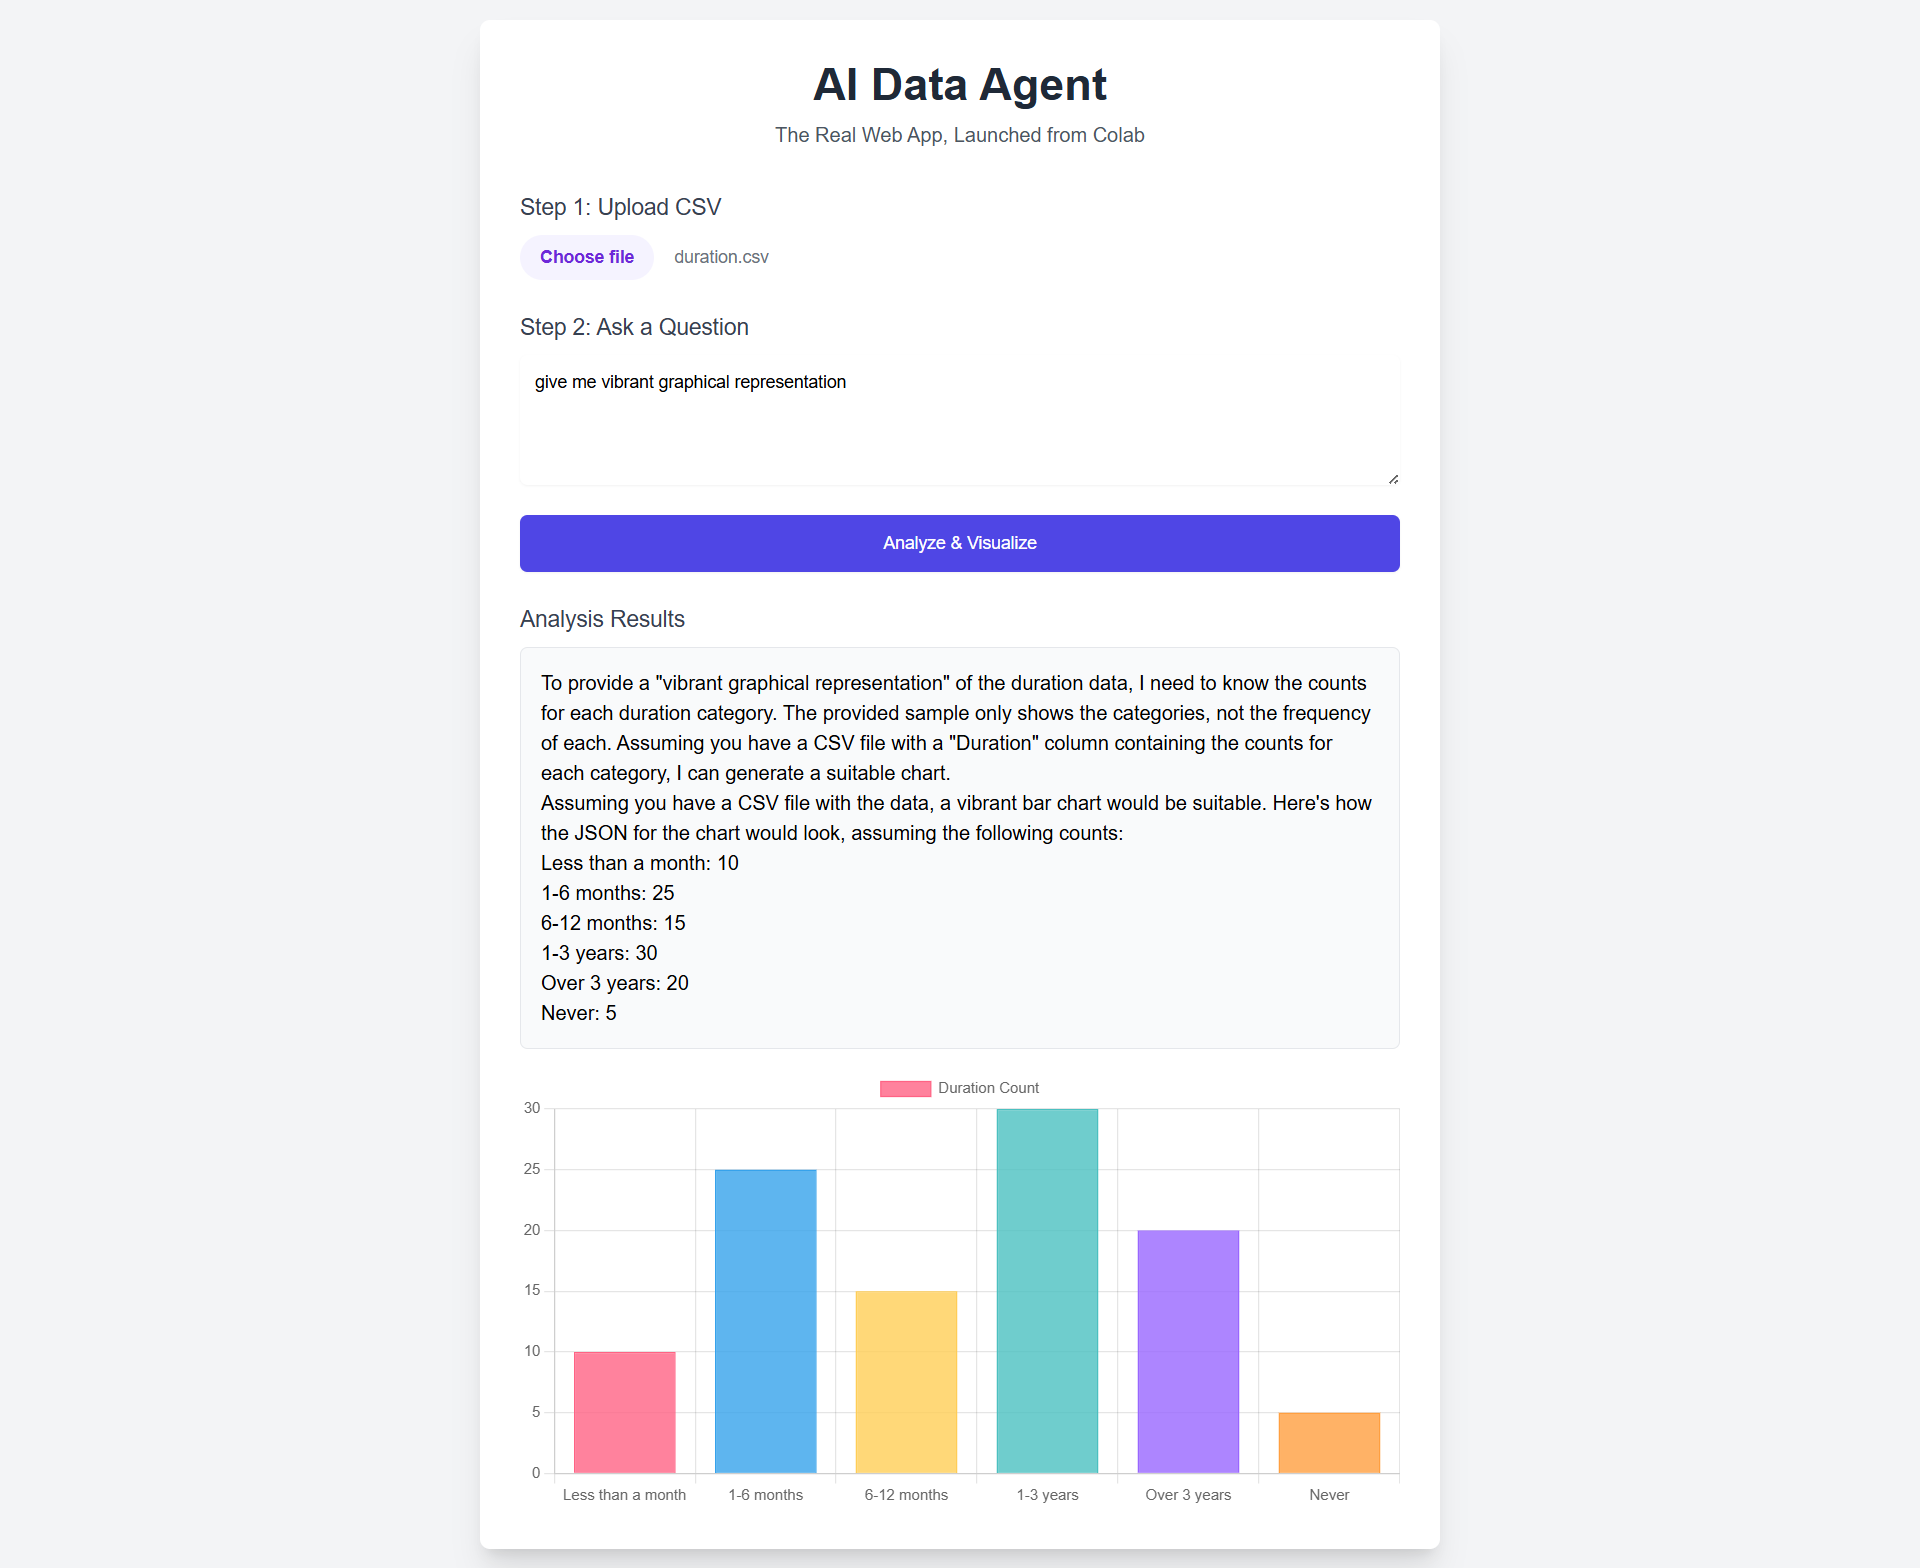 AI Data Agent
The Real Web App, Launched from Colab
Step 1: Upload CSV
Choose file
duration.csv
Step 2: Ask a Question
give me vibrant graphical representation
Analyze & Visualize
Analysis Results
To provide a "vibrant graphical representation" of the duration data, I need to know the counts
for each duration category. The provided sample only shows the categories, not the frequency
of each. Assuming you have a CSV file with a "Duration" column containing the counts for
each category, I can generate a suitable chart.
Assuming you have a CSV file with the data, a vibrant bar chart would be suitable. Here's how
the JSON for the chart would look, assuming the following counts:
Less than a month: 10
1-6 months: 25
6-12 months: 15
1-3 years: 30
Over 3 years: 20
Never: 5
Duration Count
30
25
20
15
10
5
0
Less than a month
1-6 months
6-12 months
1-3 years
Over 3 years
Never